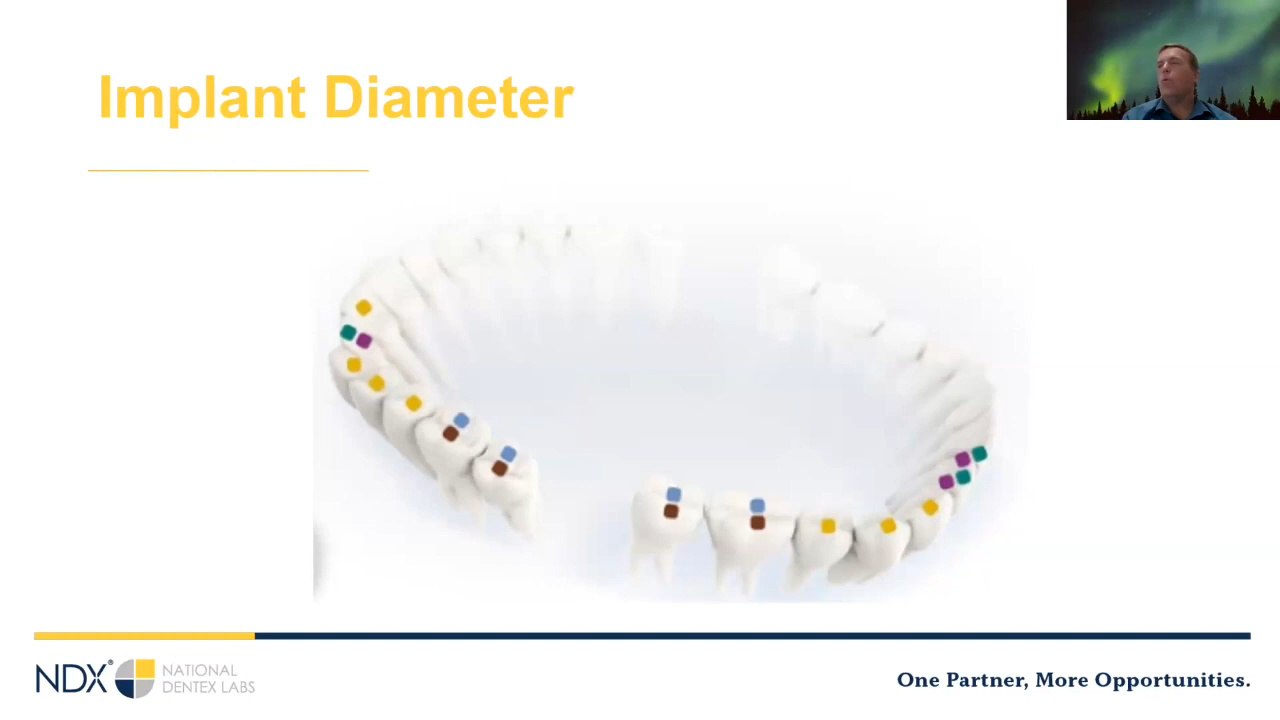 Implant Diameter
NDX®
NATIONAL
DENTEX LABS
One Partner, More Opportunities.